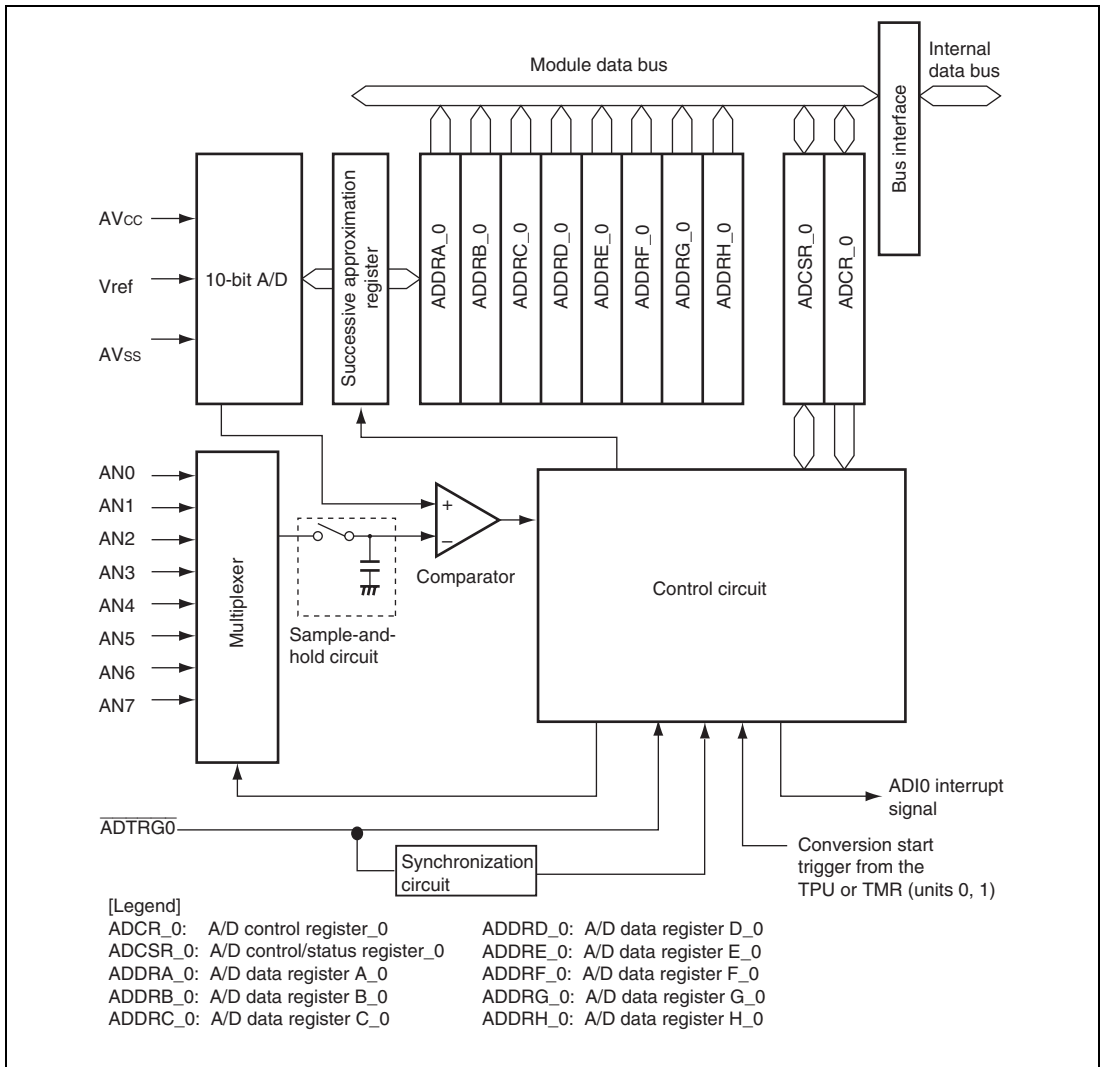 Module data bus
Internal
data bus
Bus interface
AVCC
Vref
AVSS
10-bit A/D
Successive approximation
register
ADDRA_0
ADDRB_0
ADDRC_0
ADDRD_0
ADDRE_0
ADDRF_0
ADDRG_0
ADDRH_0
ADCSR_0
ADCR_0
AN0
AN1
AN2
AN3
AN4
AN5
AN6
AN7
Multiplexer
+
–
Comparator
Sample-and-
hold circuit
Control circuit
ADTRG0
Synchronization
circuit
ADI0 interrupt
signal
Conversion start
trigger from the
TPU or TMR (units 0, 1)
[Legend]
ADCR_0: A/D control register_0
ADCSR_0: A/D control/status register_0
ADDRA_0: A/D data register A_0
ADDRB_0: A/D data register B_0
ADDRC_0: A/D data register C_0
ADDRD_0: A/D data register D_0
ADDRE_0: A/D data register E_0
ADDRF_0: A/D data register F_0
ADDRG_0: A/D data register G_0
ADDRH_0: A/D data register H_0